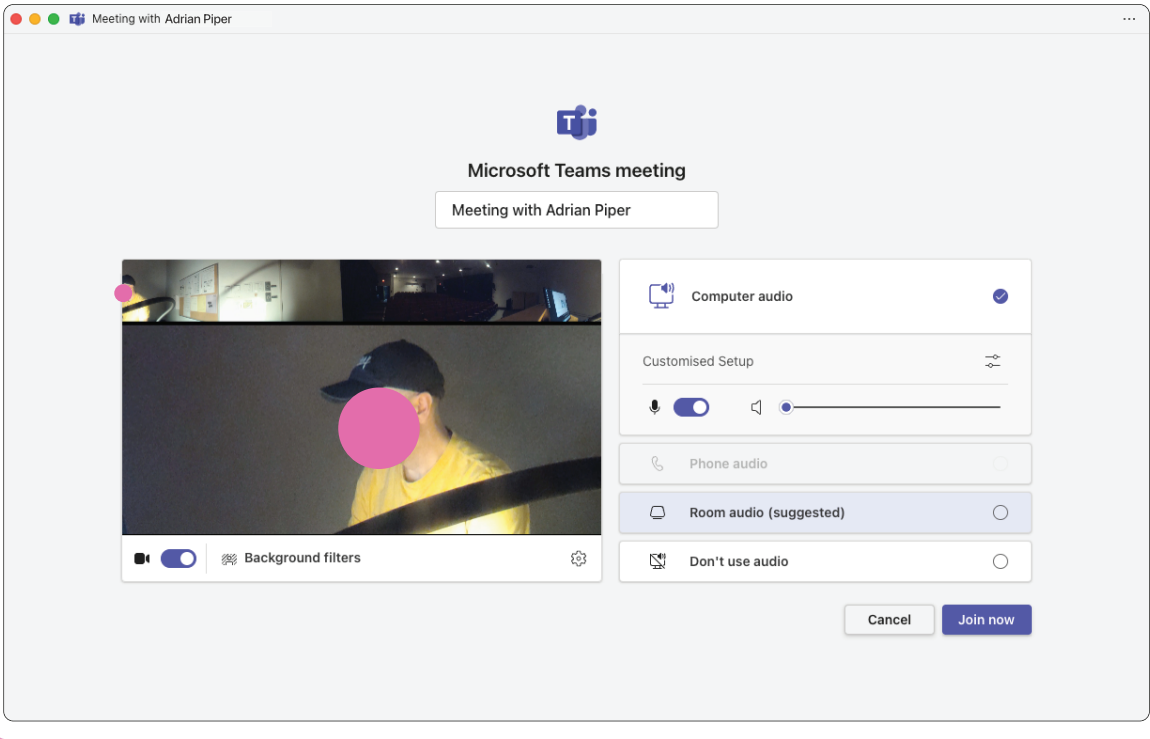 Meeting with Adrian Piper
T
Microsoft Teams meeting
Meeting with Adrian Piper
Computer audio
Customised Setup
Phone audio
Room audio (suggested)
Don't use audio
Background filters
Cancel
Join now